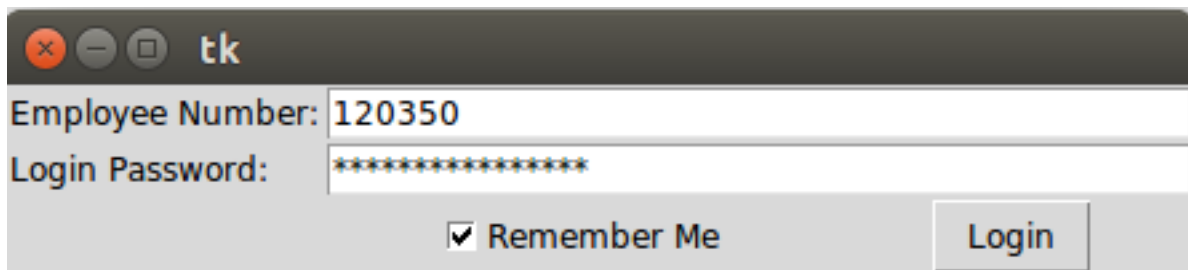 tk
Employee Number: 120350
Login Password: ****************
Remember Me Login